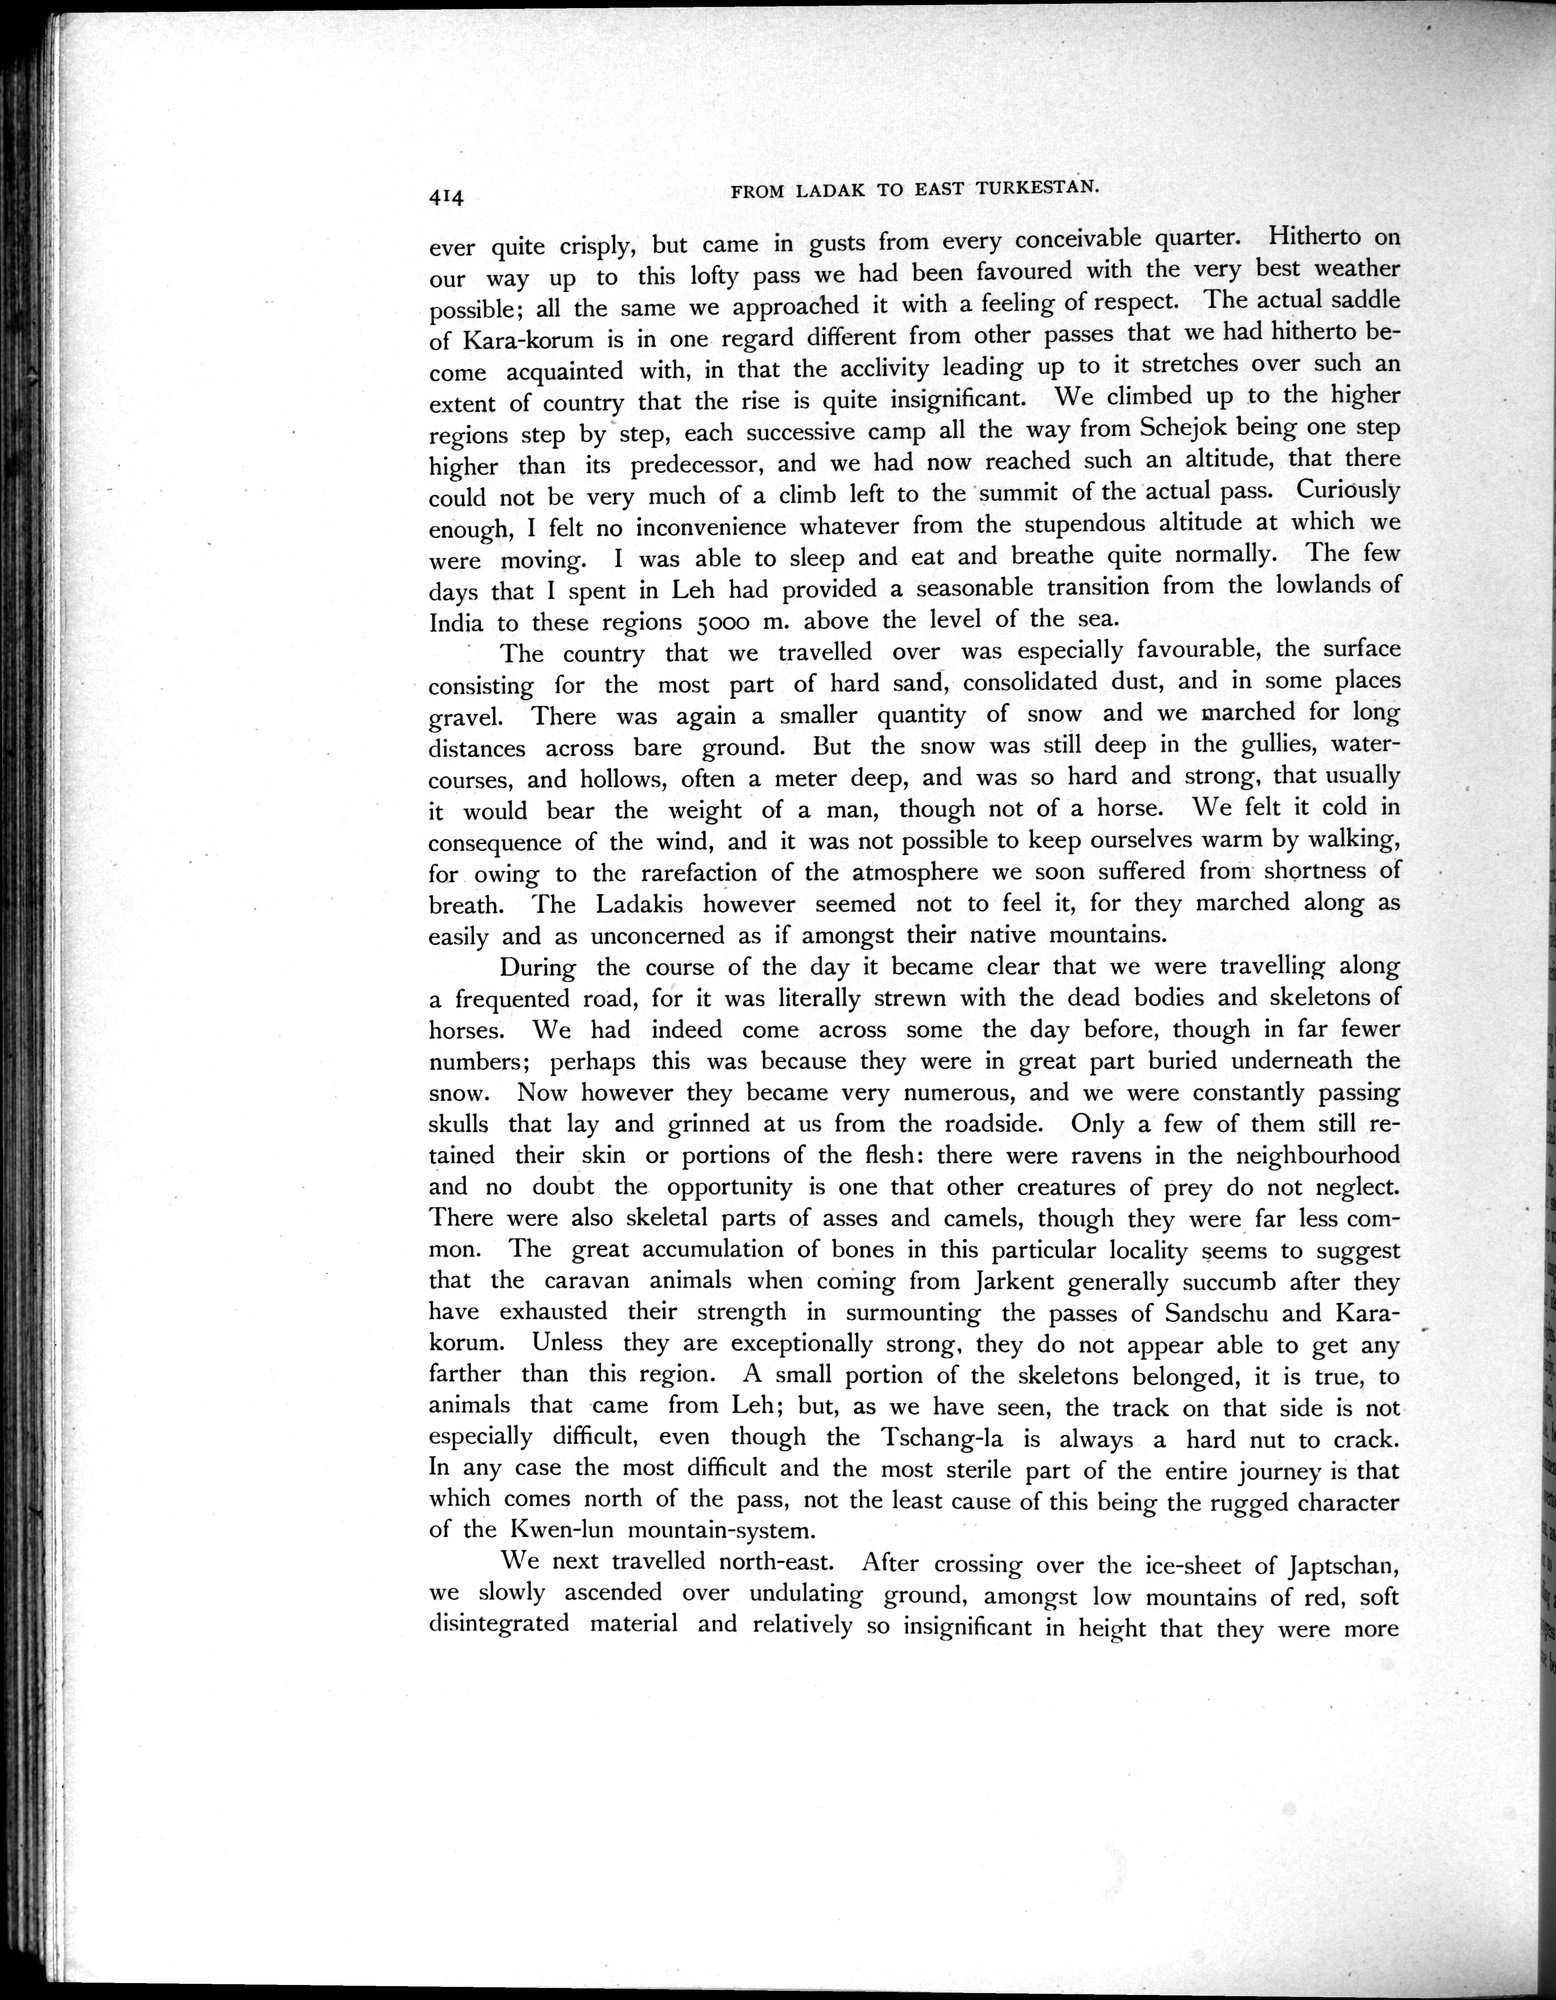 414
FROM LADAK TO EAST TURKESTAN.
ever quite crisply, but came in gusts from every conceivable quarter. Hitherto on
our way up to this lofty pass we had been favoured with the very best weather
possible; all the same we approached it with a feeling of respect. The actual saddle
of Kara-korum is in one regard different from other passes that we had hitherto be-
come acquainted with, in that the acclivity leading up to it stretches over such an
extent of country that the rise is quite insignificant. We climbed up to the higher
regions step by step, each successive camp all the way from Schejok being one step
higher than its predecessor, and we had now reached such an altitude, that there
could not be very much of a climb left to the summit of the actual pass. Curiously
enough, I felt no inconvenience whatever from the stupendous altitude at which we
were moving. I was able to sleep and eat and breathe quite normally. The few
days that I spent in Leh had provided a seasonable transition from the lowlands of
India to these regions 5000 m. above the level of the sea.
The country that we travelled over was especially favourable, the surface
consisting for the most part of hard sand, consolidated dust, and in some places
gravel. There was again a smaller quantity of snow and we marched for long
distances across bare ground. But the snow was still deep in the gullies, water-
courses, and hollows, often a meter deep, and was so hard and strong, that usually
it would bear the weight of a man, though not of a horse. We felt it cold in
consequence of the wind, and it was not possible to keep ourselves warm by walking,
for owing to the rarefaction of the atmosphere we soon suffered from shortness of
breath. The Ladakis however seemed not to feel it, for they marched along as
easily and as unconcerned as if amongst their native mountains.
During the course of the day it became clear that we were travelling along
a frequented road, for it was literally strewn with the dead bodies and skeletons of
horses. We had indeed come across some the day before, though in far fewer
numbers; perhaps this was because they were in great part buried underneath the
snow. Now however they became very numerous, and we were constantly passing
skulls that lay and grinned at us from the roadside. Only a few of them still re-
tained their skin or portions of the flesh: there were ravens in the neighbourhood
and no doubt the opportunity is one that other creatures of prey do not neglect.
There were also skeletal parts of asses and camels, though they were far less com-
mon. The great accumulation of bones in this particular locality seems to suggest
that the caravan animals when coming from Jarkent generally succumb after they
have exhausted their strength in surmounting the passes of Sandschu and Kara-
korum. Unless they are exceptionally strong, they do not appear able to get any
farther than this region. A small portion of the skeletons belonged, it is true, to
animals that came from Leh; but, as we have seen, the track on that side is not
especially difficult, even though the Tschang-la is always a hard nut to crack.
In any case the most difficult and the most sterile part of the entire journey is that
which comes north of the pass, not the least cause of this being the rugged character
of the Kwen-lun mountain-system.
We next travelled north-east. After crossing over the ice-sheet of Japtschan,
we slowly ascended over undulating ground, amongst low mountains of red, soft
disintegrated material and relatively so insignificant in height that they were more